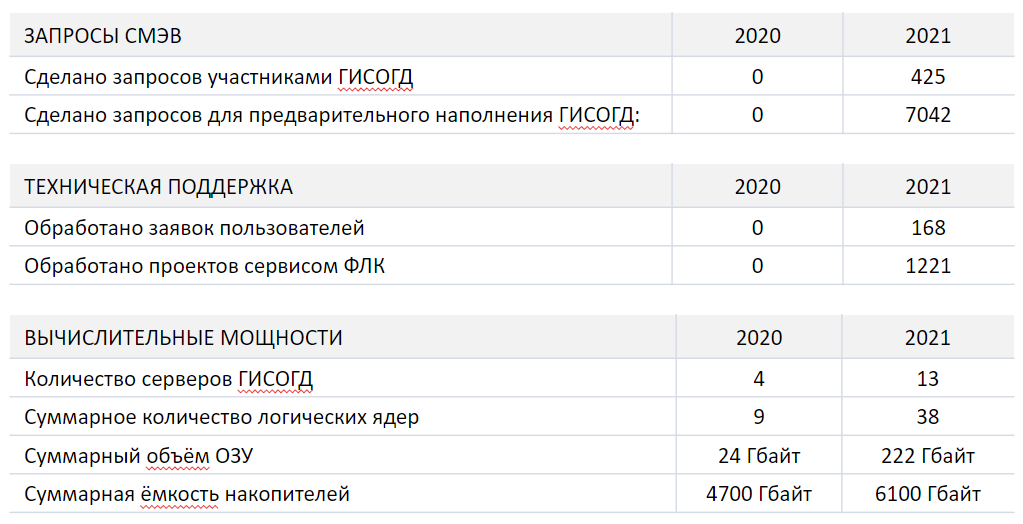 ЗАПРОСЫ СМЭВ 2020 2021
Сделано запросов участниками ГИСОГД 0 425
Сделано запросов для предварительного наполнения ГИСОГД: 0 7042
ТЕХНИЧЕСКАЯ ПОДДЕРЖКА 2020 2021
Обработано заявок пользователей 0 168
Обработано проектов сервисом ФЛК 0 1221
ВЫЧИСЛИТЕЛЬНЫЕ МОЩНОСТИ 2020 2021
Количество серверов ГИСОГД 4 13
Суммарное количество логических ядер 9 38
Суммарный объём ОЗУ 24 Гбайт 222 Гбайт
Суммарная ёмкость накопителей 4700 Гбайт 6100 Гбайт